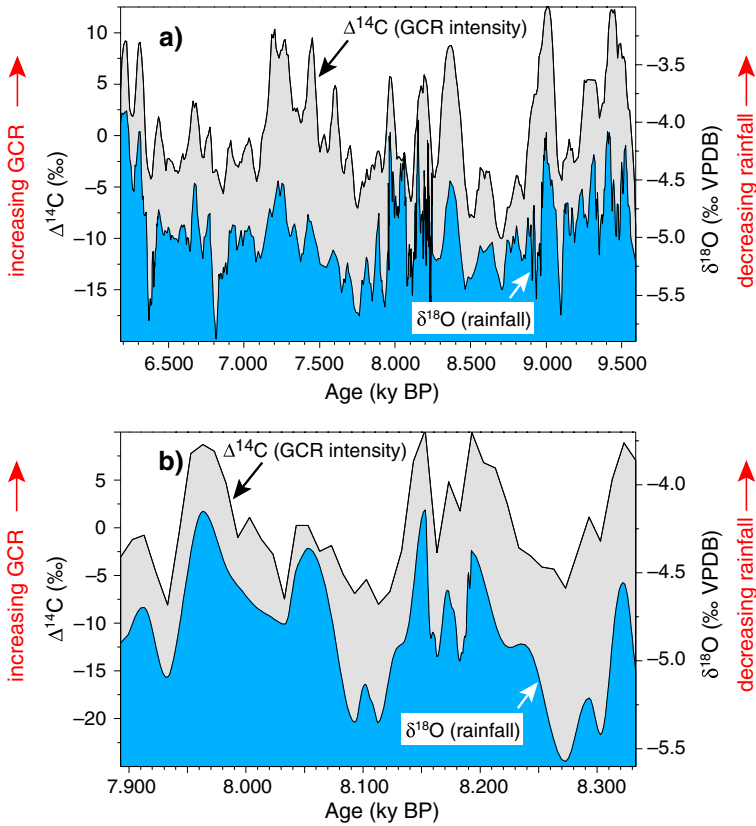 a)
Δ¹⁴C (GCR intensity)
10
5
0
−5
−10
−15
Δ¹⁴C (‰)
increasing GCR
−3.5
−4.0
−4.5
−5.0
−5.5
δ¹⁸O (‰ VPDB)
decreasing rainfall
δ¹⁸O (rainfall)
6.500 7.000 7.500 8.000 8.500 9.000 9.500
Age (ky BP)
b)
Δ¹⁴C (GCR intensity)
5
0
−5
−10
−15
−20
Δ¹⁴C (‰)
increasing GCR
−4.0
−4.5
−5.0
−5.5
δ¹⁸O (‰ VPDB)
decreasing rainfall
δ¹⁸O (rainfall)
7.900 8.000 8.100 8.200 8.300
Age (ky BP)